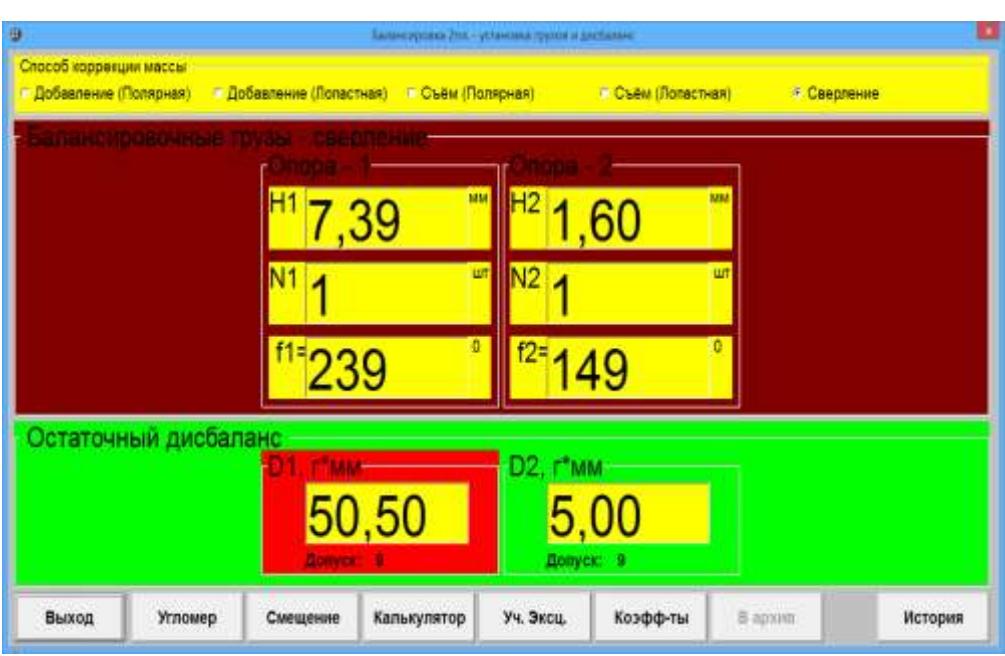 Балансировка 2пл. - установка грузов и дисбаланс
Способ коррекции массы
Добавление (Полярная) Добавление (Лопастная) Съём (Полярная) Съём (Лопастная) Сверление
Балансировочные грузы - сверление
Опора - 1 Опора - 2
H1 7,39 мм H2 1,60 мм
N1 1 шт N2 1 шт
f1= 239 0 f2= 149 0
Остаточный дисбаланс
D1, г*мм D2, г*мм
50,50 5,00
Допуск: 9 Допуск: 9
Выход Угломер Смещение Калькулятор Уч. Эксц. Коэфф-ты В архив История